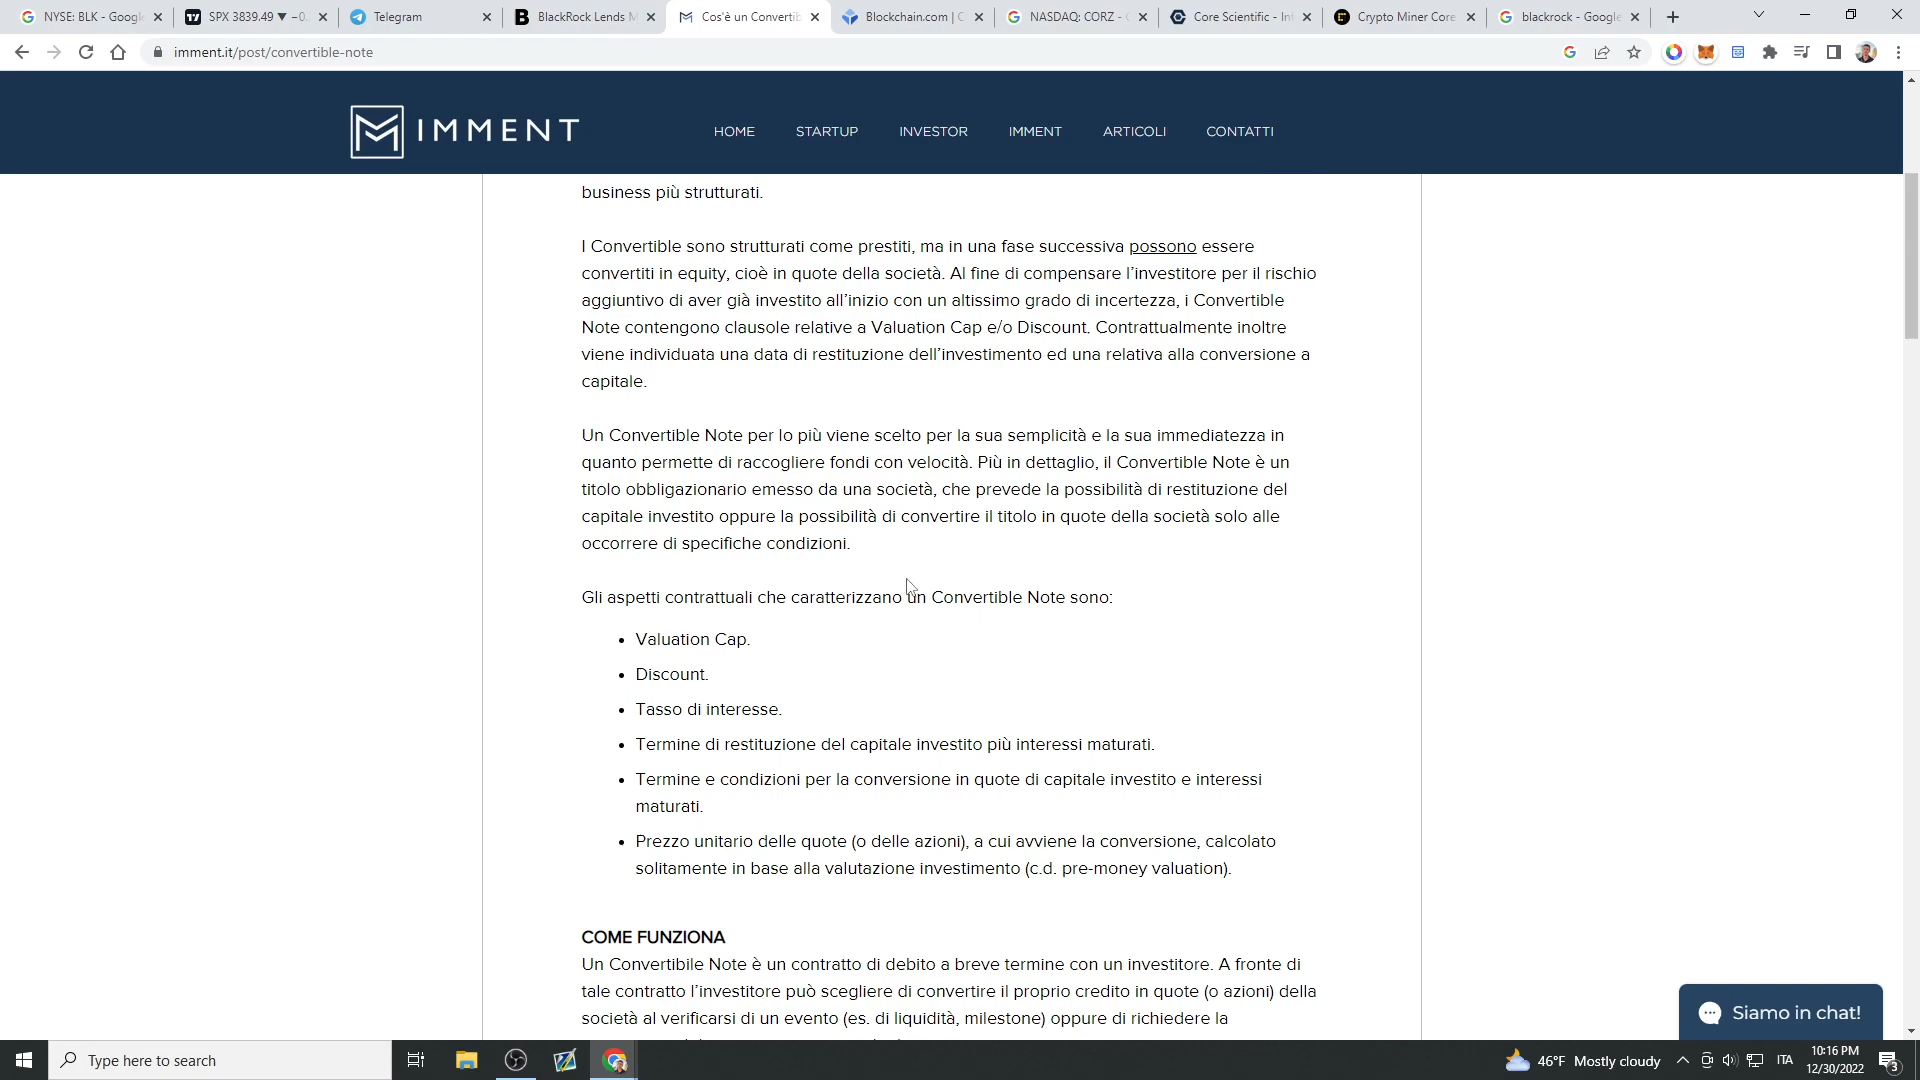 NYSE: BLK - Google
SPX 3839.49 ▼ −0.
Telegram
BlackRock Lends M
Cos'è un Convertib
Blockchain.com | C
NASDAQ: CORZ - G
Core Scientific - Inf
Crypto Miner Core
blackrock - Google
imment.it/post/convertible-note
IMMENT
HOME
STARTUP
INVESTOR
IMMENT
ARTICOLI
CONTATTI
business più strutturati.
I Convertible sono strutturati come prestiti, ma in una fase successiva possono essere
convertiti in equity, cioè in quote della società. Al fine di compensare l’investitore per il rischio
aggiuntivo di aver già investito all’inizio con un altissimo grado di incertezza, i Convertible
Note contengono clausole relative a Valuation Cap e/o Discount. Contrattualmente inoltre
viene individuata una data di restituzione dell’investimento ed una relativa alla conversione a
capitale.
Un Convertible Note per lo più viene scelto per la sua semplicità e la sua immediatezza in
quanto permette di raccogliere fondi con velocità. Più in dettaglio, il Convertible Note è un
titolo obbligazionario emesso da una società, che prevede la possibilità di restituzione del
capitale investito oppure la possibilità di convertire il titolo in quote della società solo alle
occorrere di specifiche condizioni.
Gli aspetti contrattuali che caratterizzano un Convertible Note sono:
• Valuation Cap.
• Discount.
• Tasso di interesse.
• Termine di restituzione del capitale investito più interessi maturati.
• Termine e condizioni per la conversione in quote di capitale investito e interessi
maturati.
• Prezzo unitario delle quote (o delle azioni), a cui avviene la conversione, calcolato
solitamente in base alla valutazione investimento (c.d. pre-money valuation).
COME FUNZIONA
Un Convertibile Note è un contratto di debito a breve termine con un investitore. A fronte di
tale contratto l’investitore può scegliere di convertire il proprio credito in quote (o azioni) della
società al verificarsi di un evento (es. di liquidità, milestone) oppure di richiedere la
Siamo in chat!
Type here to search
46°F Mostly cloudy
ITA
10:16 PM
12/30/2022
3